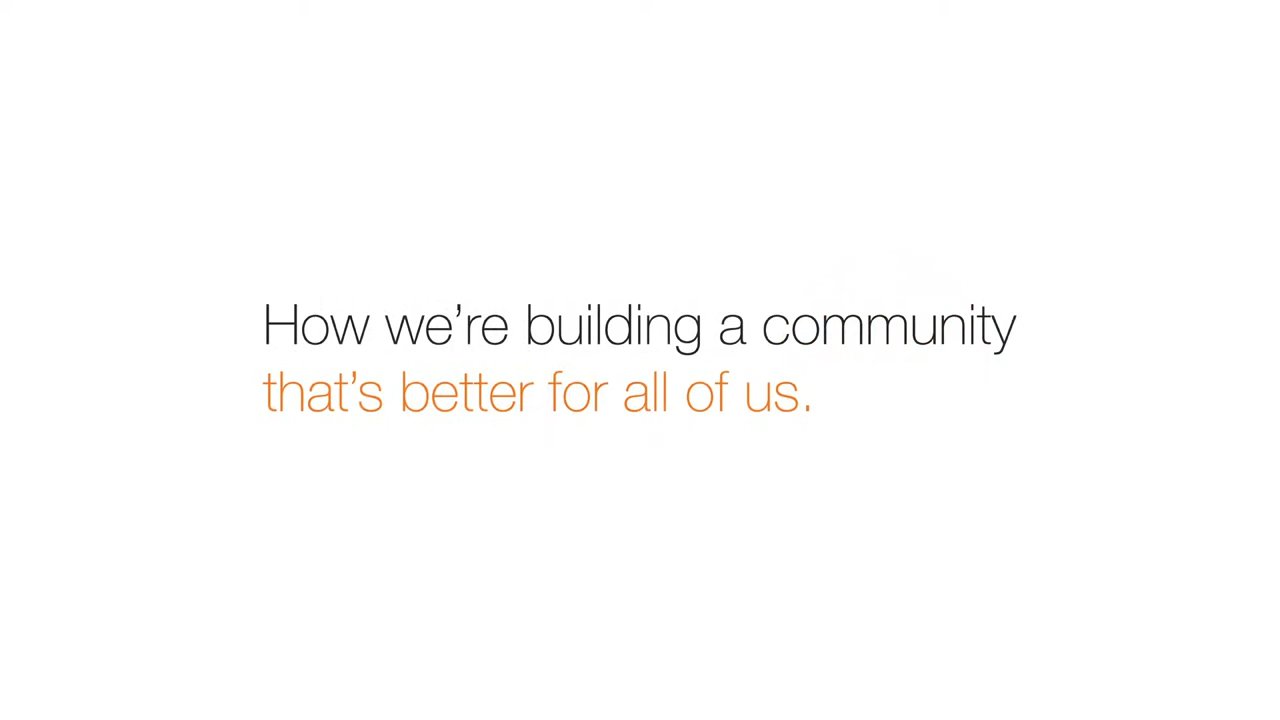 How we’re building a community
that’s better for all of us.